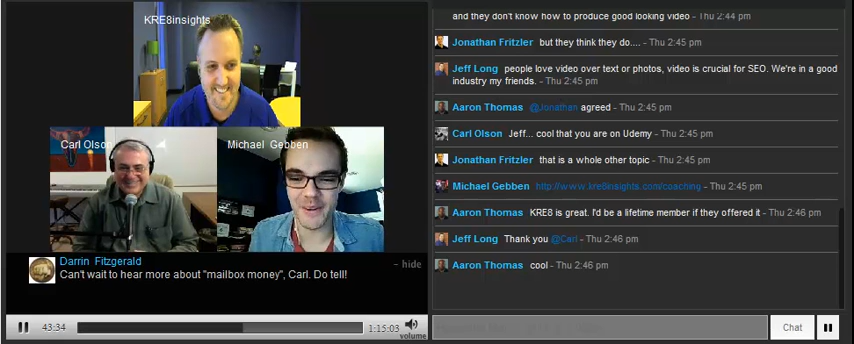 KRE8insights
Carl Olson
Michael Gebben
Darrin Fitzgerald
– hide
Can't wait to hear more about "mailbox money", Carl. Do tell!
43:34
1:15:03
volume
and they don't know how to produce good looking video - Thu 2:44 pm
Jonathan Fritzler but they think they do.... - Thu 2:45 pm
Jeff Long people love video over text or photos, video is crucial for SEO. We're in a good
industry my friends. - Thu 2:45 pm
Aaron Thomas @Jonathan agreed - Thu 2:45 pm
Carl Olson Jeff... cool that you are on Udemy - Thu 2:45 pm
Jonathan Fritzler that is a whole other topic - Thu 2:45 pm
Michael Gebben http://www.kre8insights.com/coaching - Thu 2:45 pm
Aaron Thomas KRE8 is great. I'd be a lifetime member if they offered it - Thu 2:46 pm
Jeff Long Thank you @Carl - Thu 2:46 pm
Aaron Thomas cool - Thu 2:46 pm
Chat